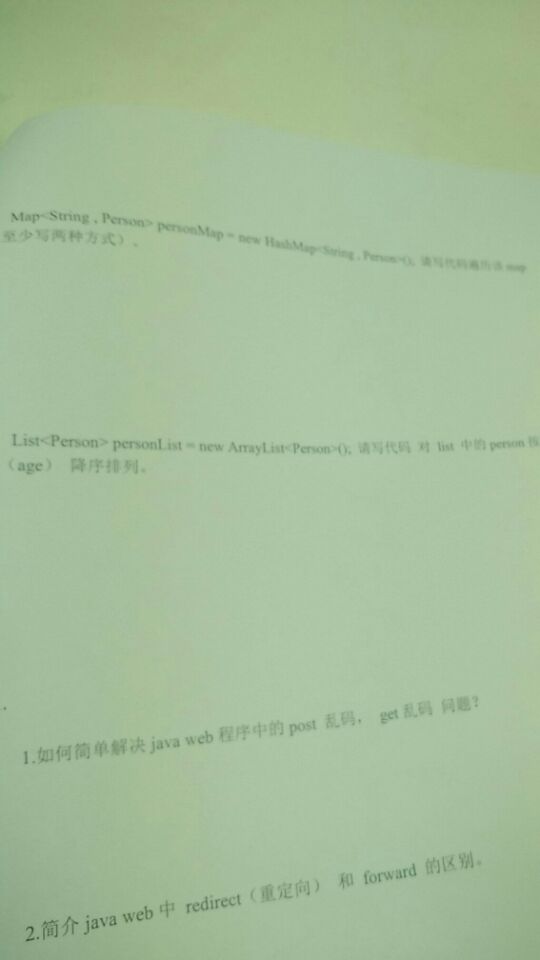 Map<String , Person> personMap = new HashMap<String , Person>(); 请写代码遍历该 map
至少写两种方式）。
List<Person> personList = new ArrayList<Person>(); 请写代码 对 list 中的 person 按
（age） 降序排列。
1.如何简单解决 java web 程序中的 post 乱码， get 乱码 问题?
2.简介 java web 中 redirect（重定向） 和 forward 的区别。